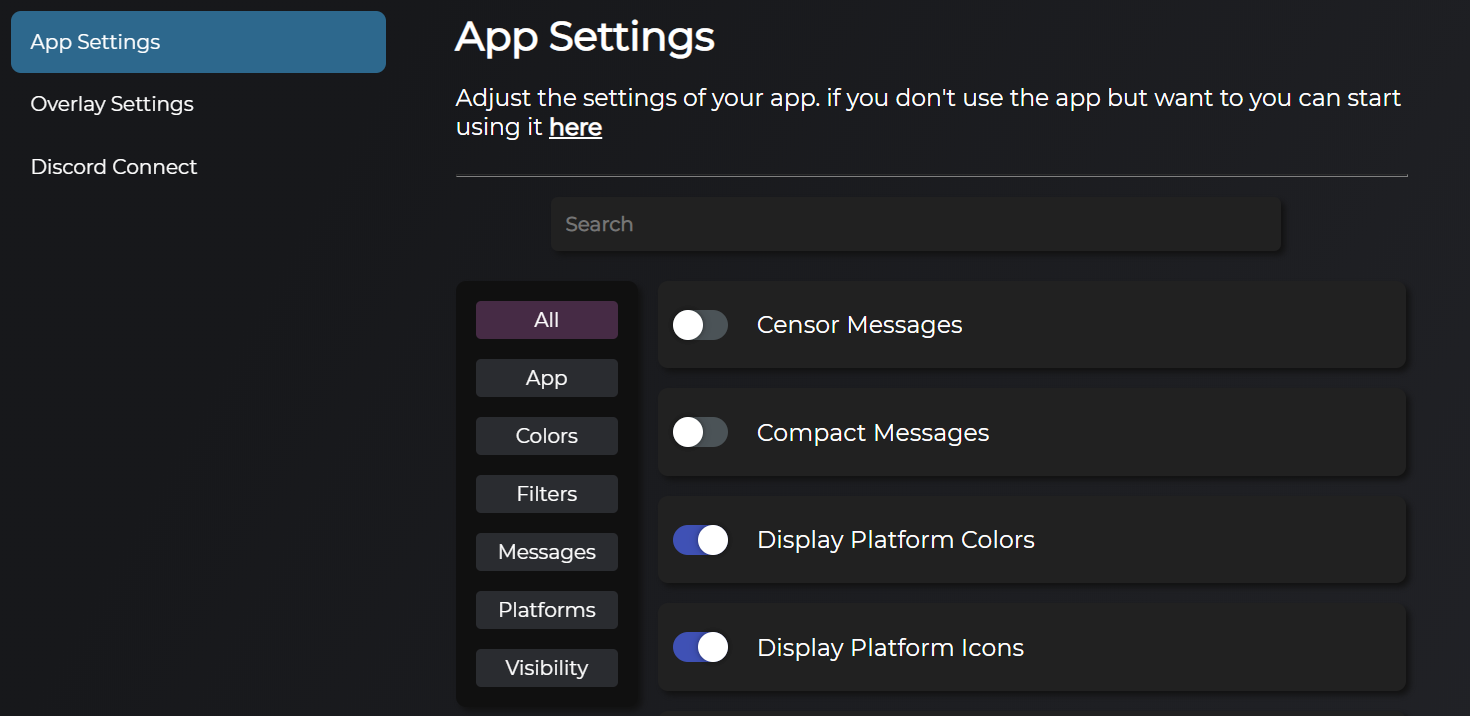 App Settings
Overlay Settings
Discord Connect
App Settings
Adjust the settings of your app. if you don't use the app but want to you can start
using it here
Search
All
App
Colors
Filters
Messages
Platforms
Visibility
Censor Messages
Compact Messages
Display Platform Colors
Display Platform Icons